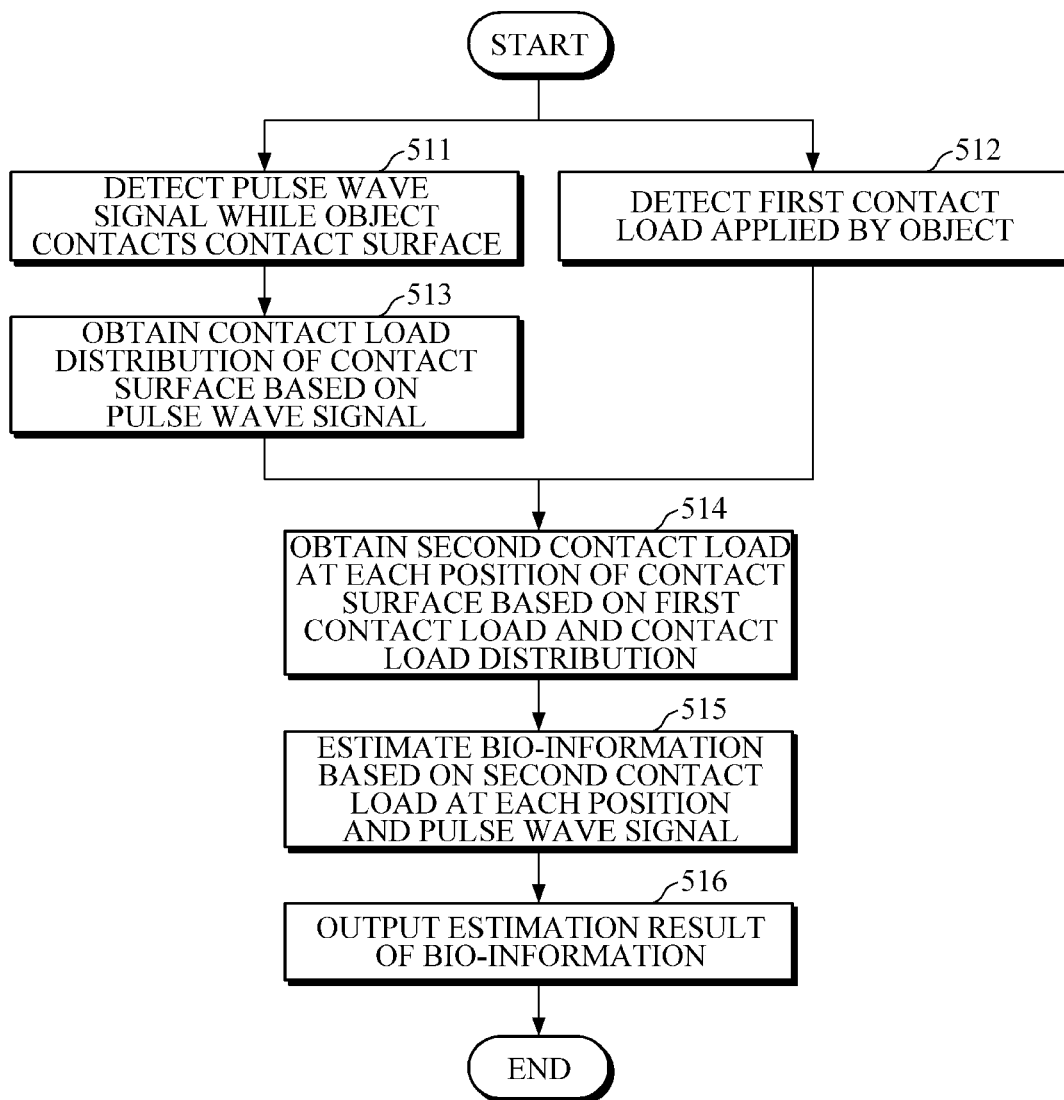 START
511
DETECT PULSE WAVE
SIGNAL WHILE OBJECT
CONTACTS CONTACT SURFACE
512
DETECT FIRST CONTACT
LOAD APPLIED BY OBJECT
513
OBTAIN CONTACT LOAD
DISTRIBUTION OF CONTACT
SURFACE BASED ON
PULSE WAVE SIGNAL
514
OBTAIN SECOND CONTACT LOAD
AT EACH POSITION OF CONTACT
SURFACE BASED ON FIRST
CONTACT LOAD AND CONTACT
LOAD DISTRIBUTION
515
ESTIMATE BIO-INFORMATION
BASED ON SECOND CONTACT
LOAD AT EACH POSITION
AND PULSE WAVE SIGNAL
516
OUTPUT ESTIMATION RESULT
OF BIO-INFORMATION
END